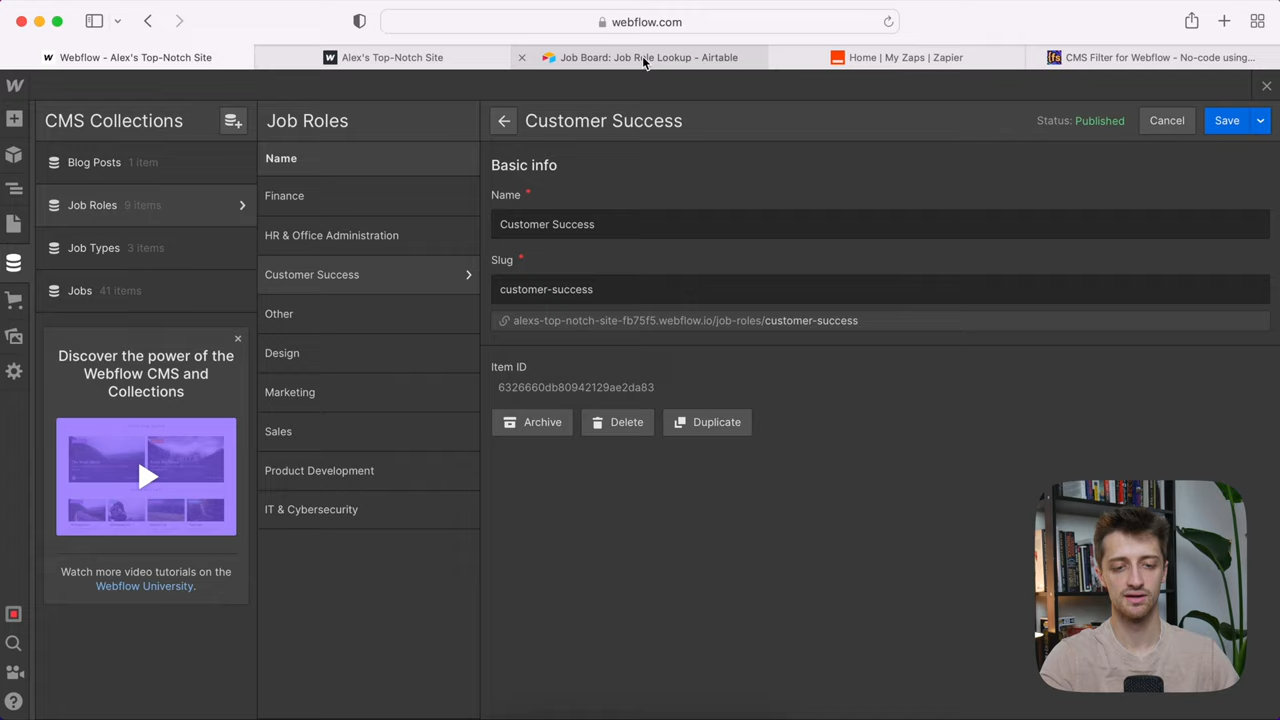 webflow.com
Webflow - Alex's Top-Notch Site
Alex's Top-Notch Site
Job Board: Job Role Lookup - Airtable
Home | My Zaps | Zapier
CMS Filter for Webflow - No-code using...
CMS Collections
Blog Posts 1 item
Job Roles 9 items
Job Types 3 items
Jobs 41 items
Discover the power of the
Webflow CMS and
Collections
Watch more video tutorials on the
Webflow University.
Job Roles
Name
Finance
HR & Office Administration
Customer Success
Other
Design
Marketing
Sales
Product Development
IT & Cybersecurity
Customer Success
Status: Published
Cancel
Save
Basic info
Name *
Customer Success
Slug *
customer-success
alexs-top-notch-site-fb75f5.webflow.io/job-roles/customer-success
Item ID
6326660db80942129ae2da83
Archive
Delete
Duplicate